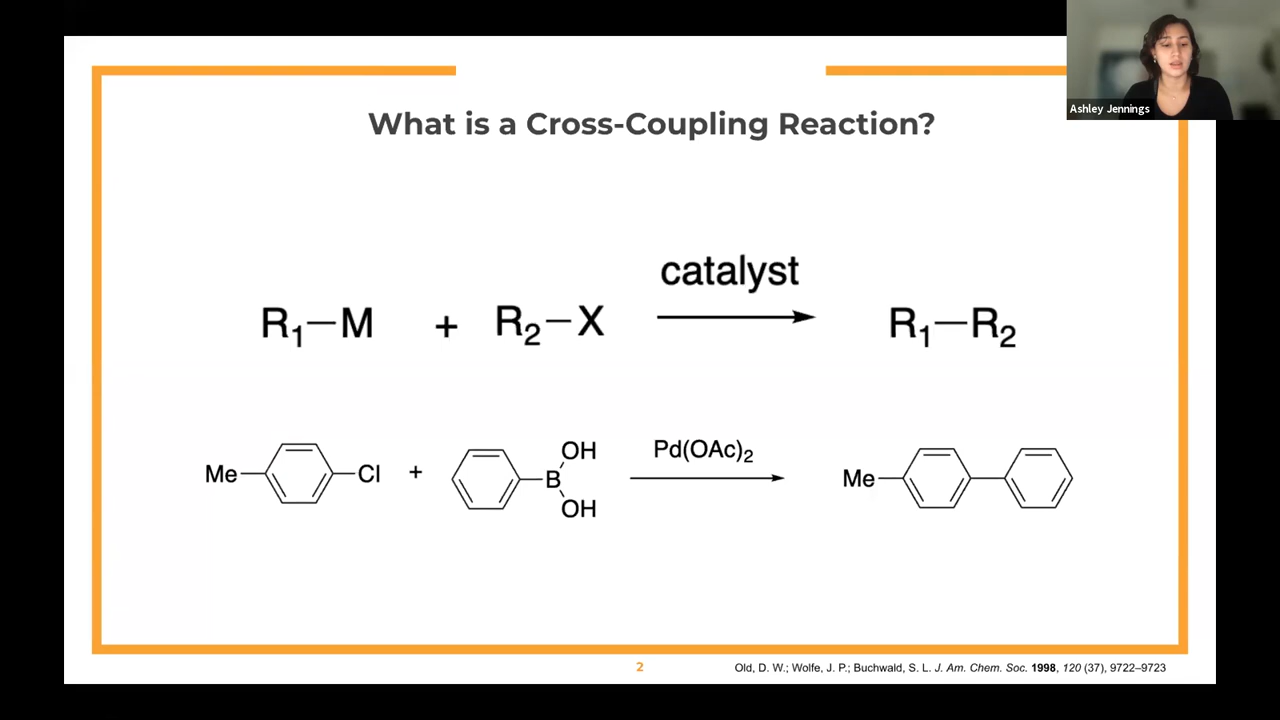 Ashley Jennings
What is a Cross-Coupling Reaction?
catalyst
R₁—M + R₂—X R₁—R₂
Pd(OAc)₂
Me Cl + B OH OH Me
2
Old, D. W.; Wolfe, J. P.; Buchwald, S. L. J. Am. Chem. Soc. 1998, 120 (37), 9722–9723